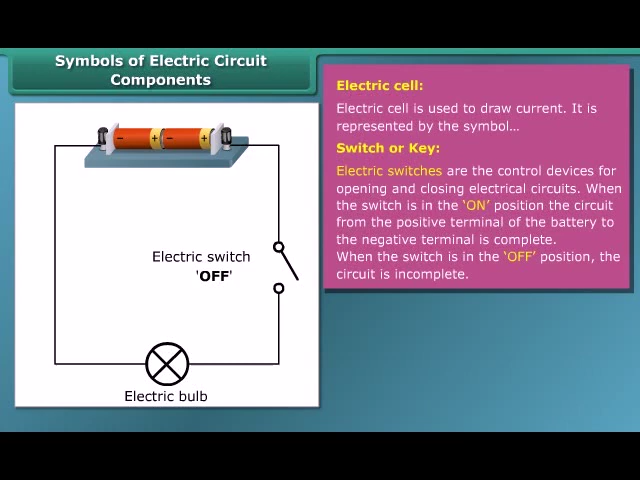 Symbols of Electric Circuit
Components
Electric cell:
Electric cell is used to draw current. It is
represented by the symbol...
Switch or Key:
Electric switches are the control devices for
opening and closing electrical circuits. When
the switch is in the ‘ON’ position the circuit
from the positive terminal of the battery to
the negative terminal is complete.
When the switch is in the ‘OFF’ position, the
circuit is incomplete.
- + - +
Electric switch
'OFF'
Electric bulb